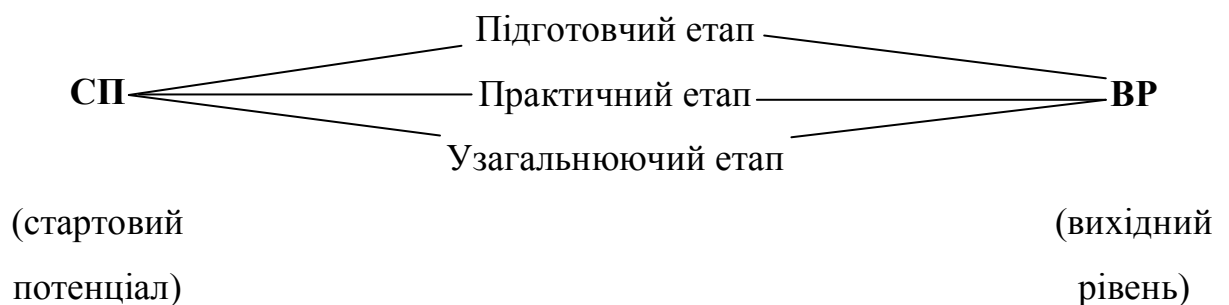 Підготовчий етап
СП Практичний етап ВР
Узагальнюючий етап
(стартовий (вихідний
потенціал) рівень)